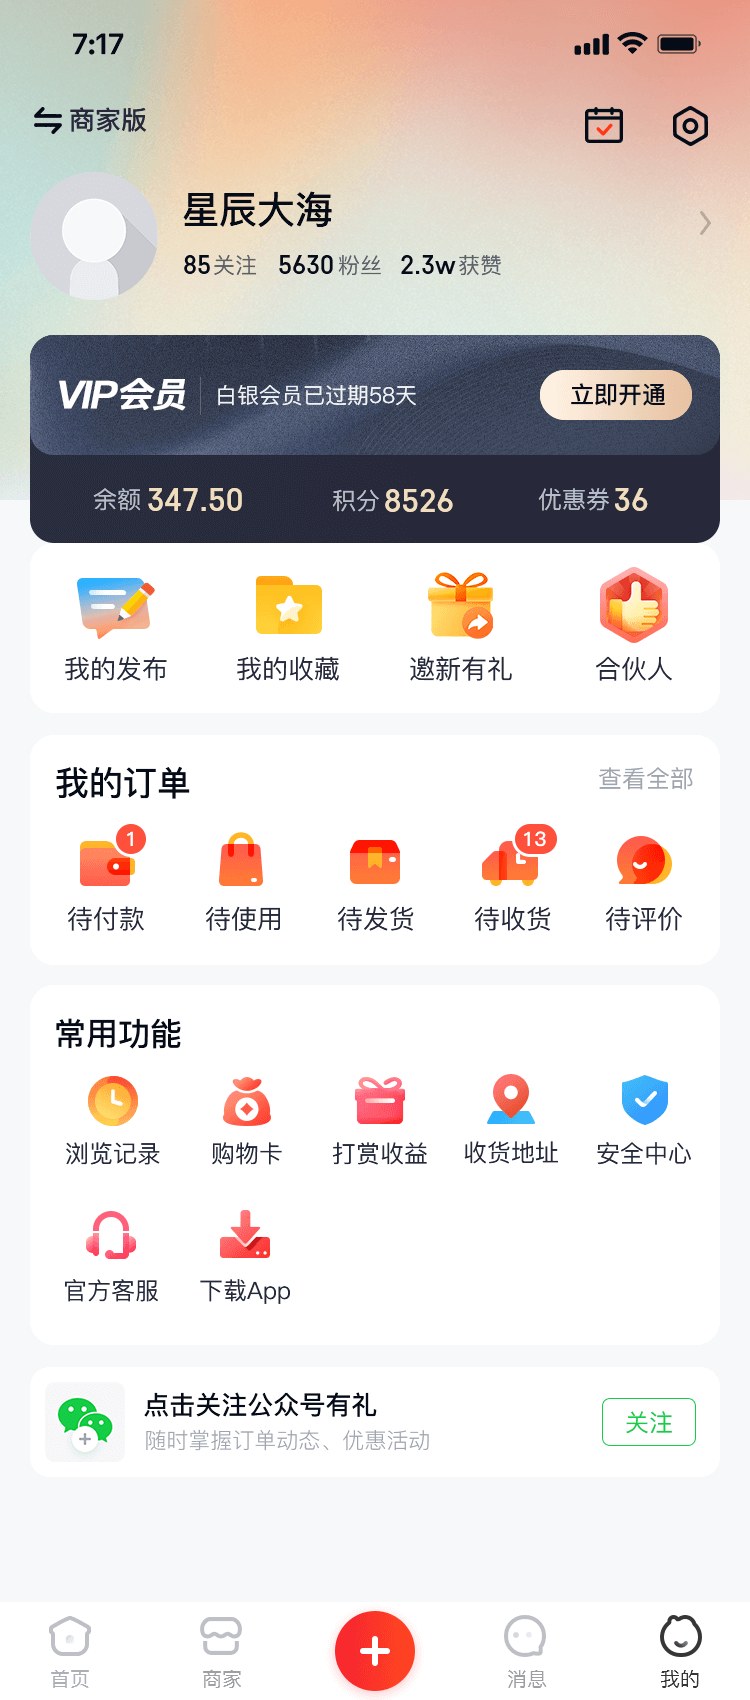 7:17
商家版
星辰大海
85关注 5630粉丝 2.3w获赞
VIP会员 白银会员已过期58天 立即开通
余额 347.50 积分 8526 优惠券 36
我的发布 我的收藏 邀新有礼 合伙人
我的订单 查看全部
1 13
待付款 待使用 待发货 待收货 待评价
常用功能
浏览记录 购物卡 打赏收益 收货地址 安全中心
官方客服 下载App
点击关注公众号有礼
随时掌握订单动态、优惠活动
关注
首页 商家 消息 我的